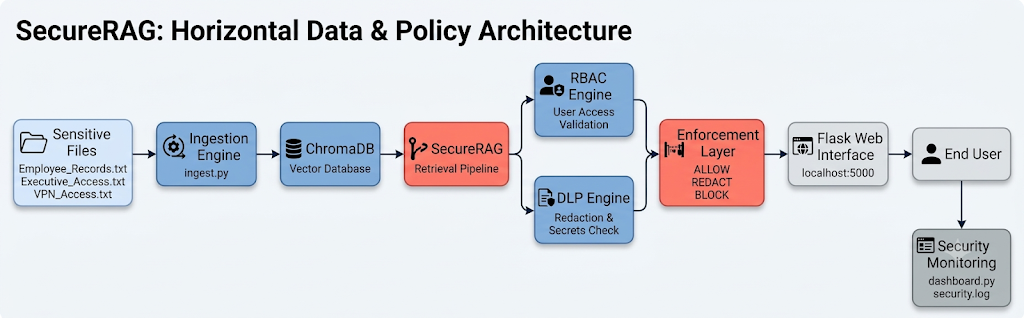 SecureRAG: Horizontal Data & Policy Architecture
Sensitive
Files
Employee_Records.txt
Executive_Access.txt
VPN_Access.txt
Ingestion
Engine
ingest.py
ChromaDB
Vector Database
SecureRAG
Retrieval Pipeline
RBAC
Engine
User Access
Validation
DLP Engine
Redaction &
Secrets Check
Enforcement
Layer
ALLOW
REDACT
BLOCK
Flask Web
Interface
localhost:5000
End User
Security
Monitoring
dashboard.py
security.log